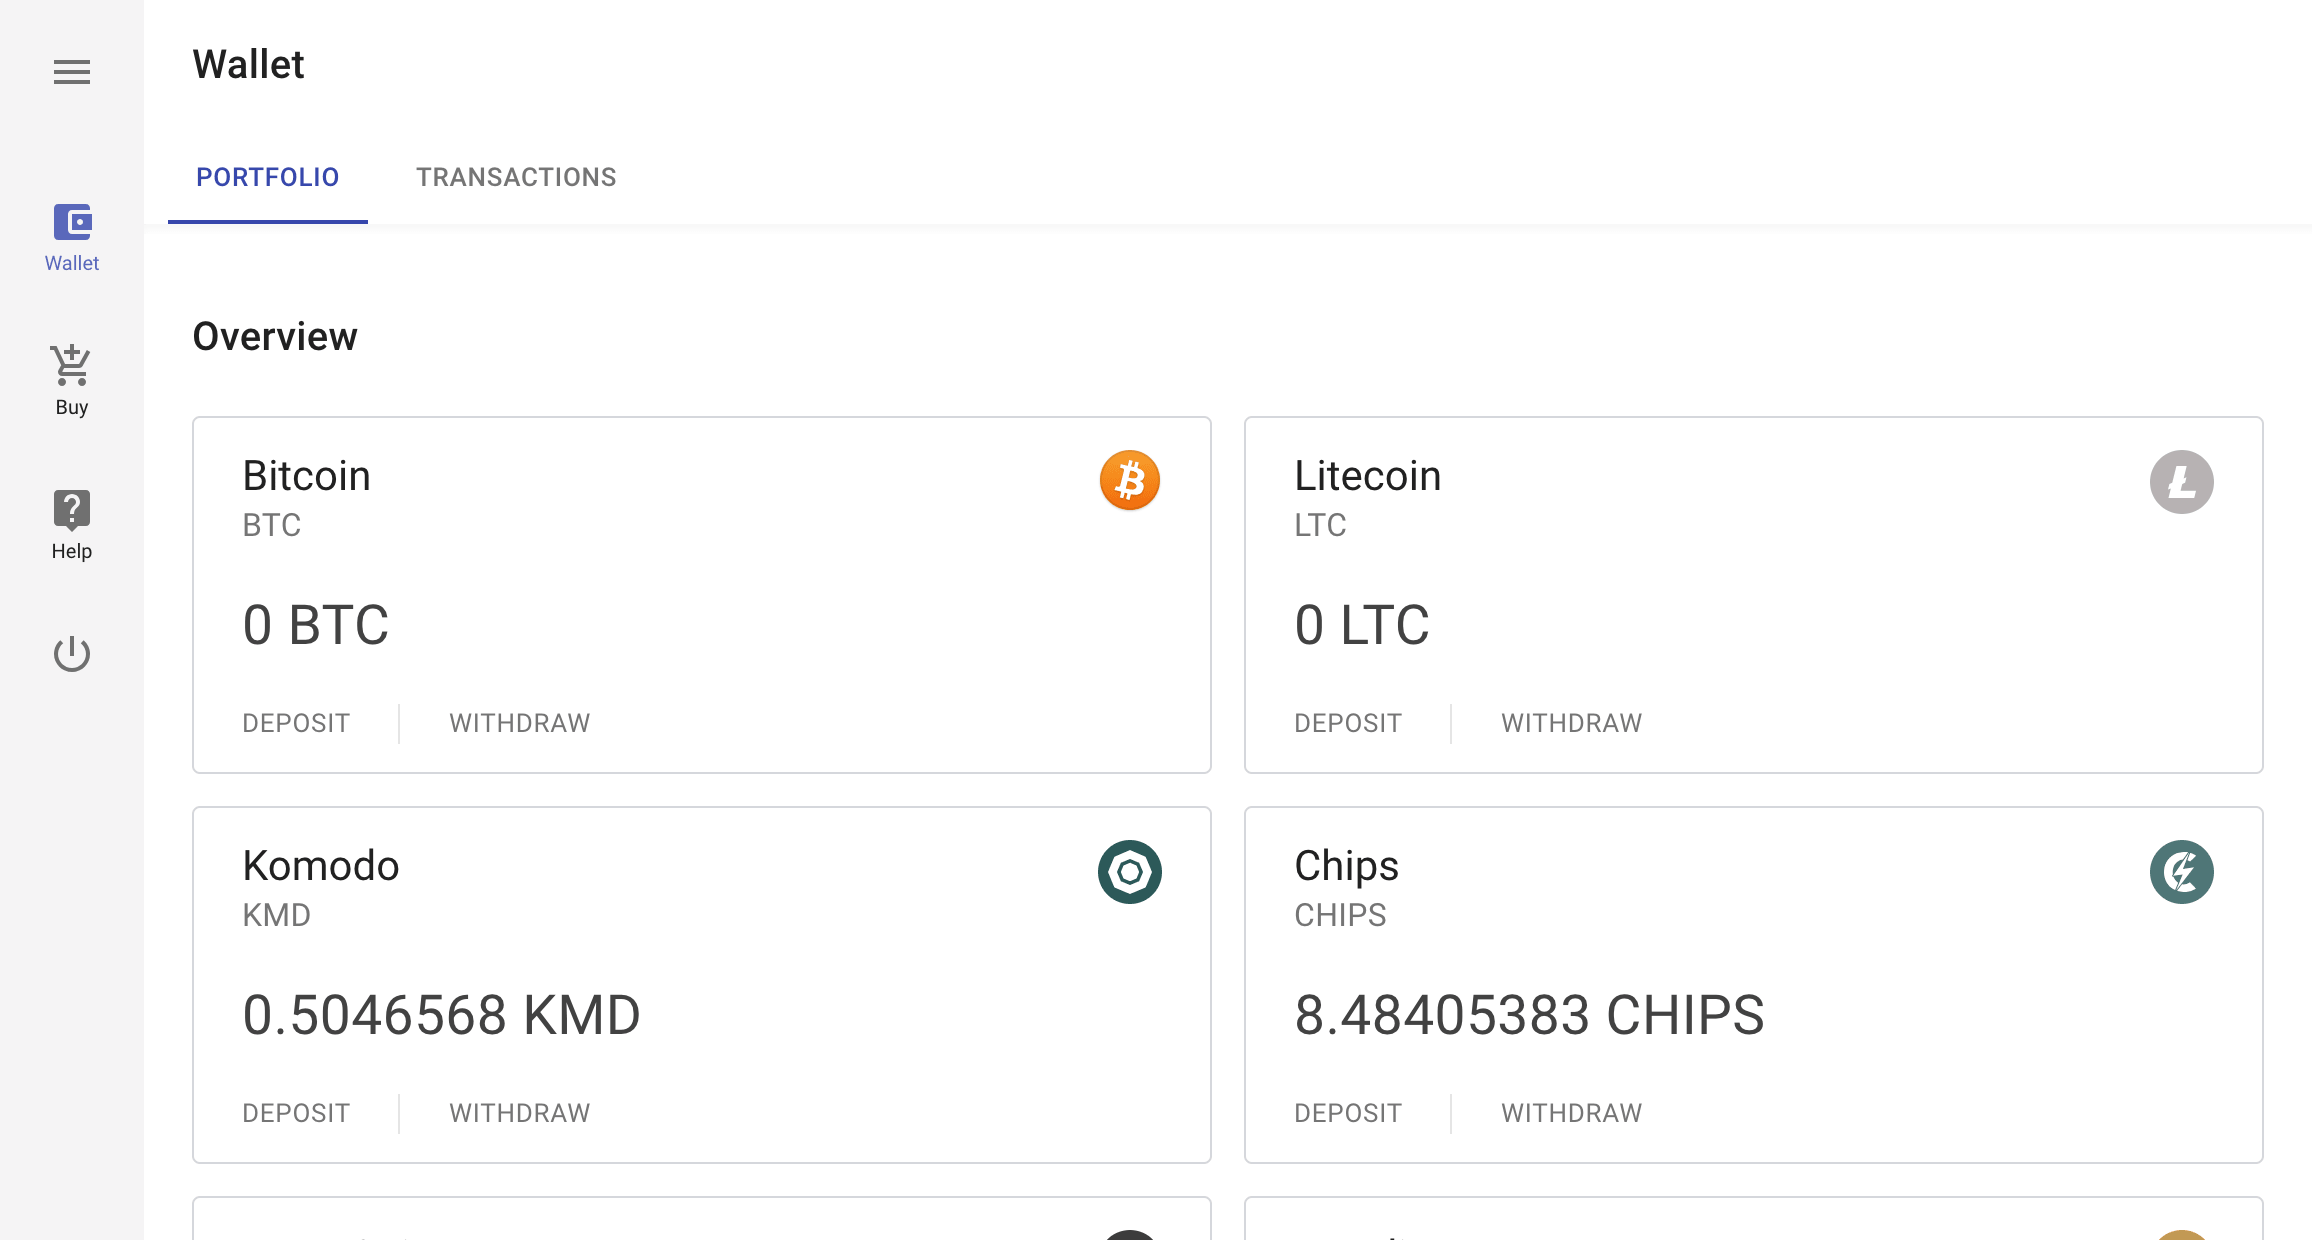 Wallet
PORTFOLIO TRANSACTIONS
Wallet
Buy
Help
Overview
Bitcoin
BTC
0 BTC
DEPOSIT WITHDRAW
Litecoin
LTC
0 LTC
DEPOSIT WITHDRAW
Komodo
KMD
0.5046568 KMD
DEPOSIT WITHDRAW
Chips
CHIPS
8.48405383 CHIPS
DEPOSIT WITHDRAW